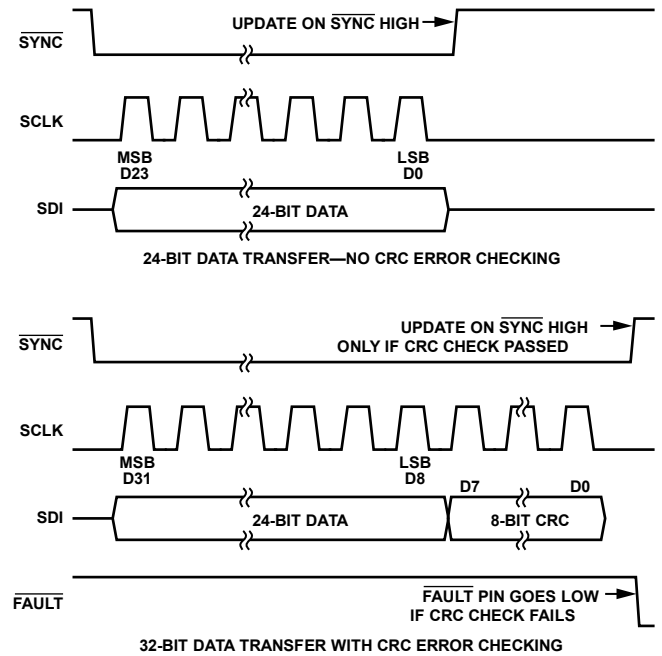 UPDATE ON SYNC HIGH
SYNC
SCLK
MSB
D23
LSB
D0
SDI
24-BIT DATA
24-BIT DATA TRANSFER—NO CRC ERROR CHECKING
UPDATE ON SYNC HIGH
ONLY IF CRC CHECK PASSED
SYNC
SCLK
MSB
D31
LSB
D8
D7
D0
SDI
24-BIT DATA
8-BIT CRC
FAULT
FAULT PIN GOES LOW
IF CRC CHECK FAILS
32-BIT DATA TRANSFER WITH CRC ERROR CHECKING